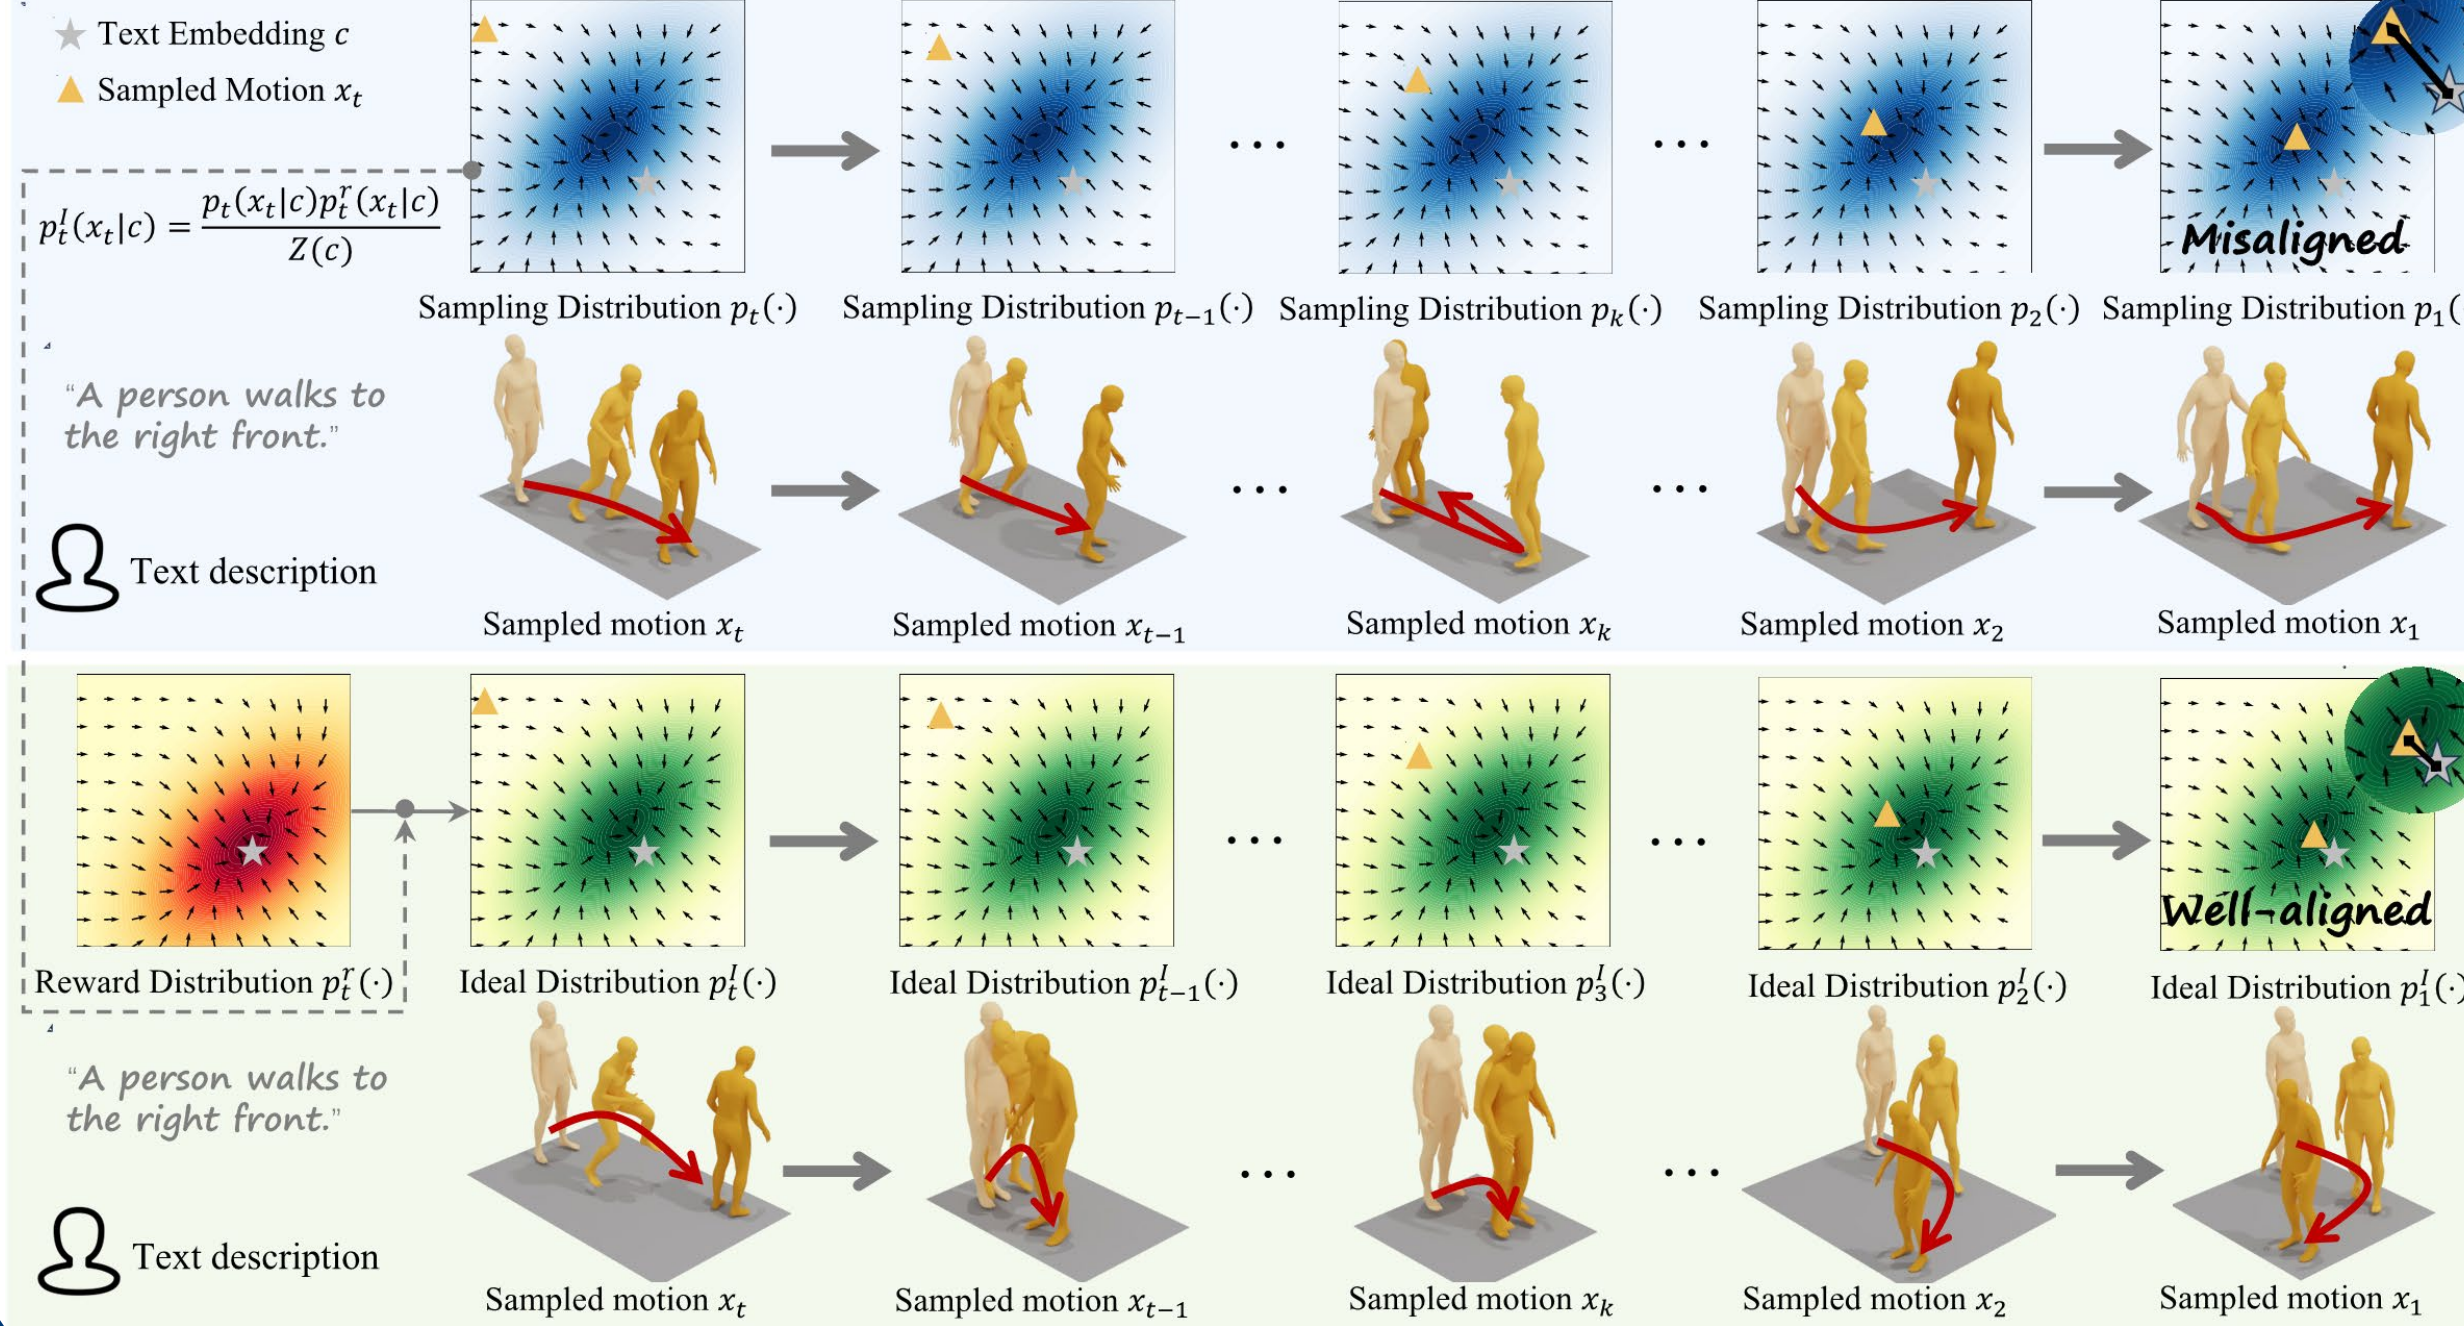 Text Embedding c
Sampled Motion x_t
p_t^I(x_t|c) = p_t(x_t|c)p_t^r(x_t|c) / Z(c)
Misaligned
Sampling Distribution p_t(·)
Sampling Distribution p_{t−1}(·)
Sampling Distribution p_k(·)
Sampling Distribution p_2(·)
Sampling Distribution p_1(
“A person walks to
the right front.”
Text description
Sampled motion x_t
Sampled motion x_{t−1}
Sampled motion x_k
Sampled motion x_2
Sampled motion x_1
Well-aligned
Reward Distribution p_t^r(·)
Ideal Distribution p_t^I(·)
Ideal Distribution p_{t−1}^I(·)
Ideal Distribution p_3^I(·)
Ideal Distribution p_2^I(·)
Ideal Distribution p_1^I(·)
“A person walks to
the right front.”
Text description
Sampled motion x_t
Sampled motion x_{t−1}
Sampled motion x_k
Sampled motion x_2
Sampled motion x_1